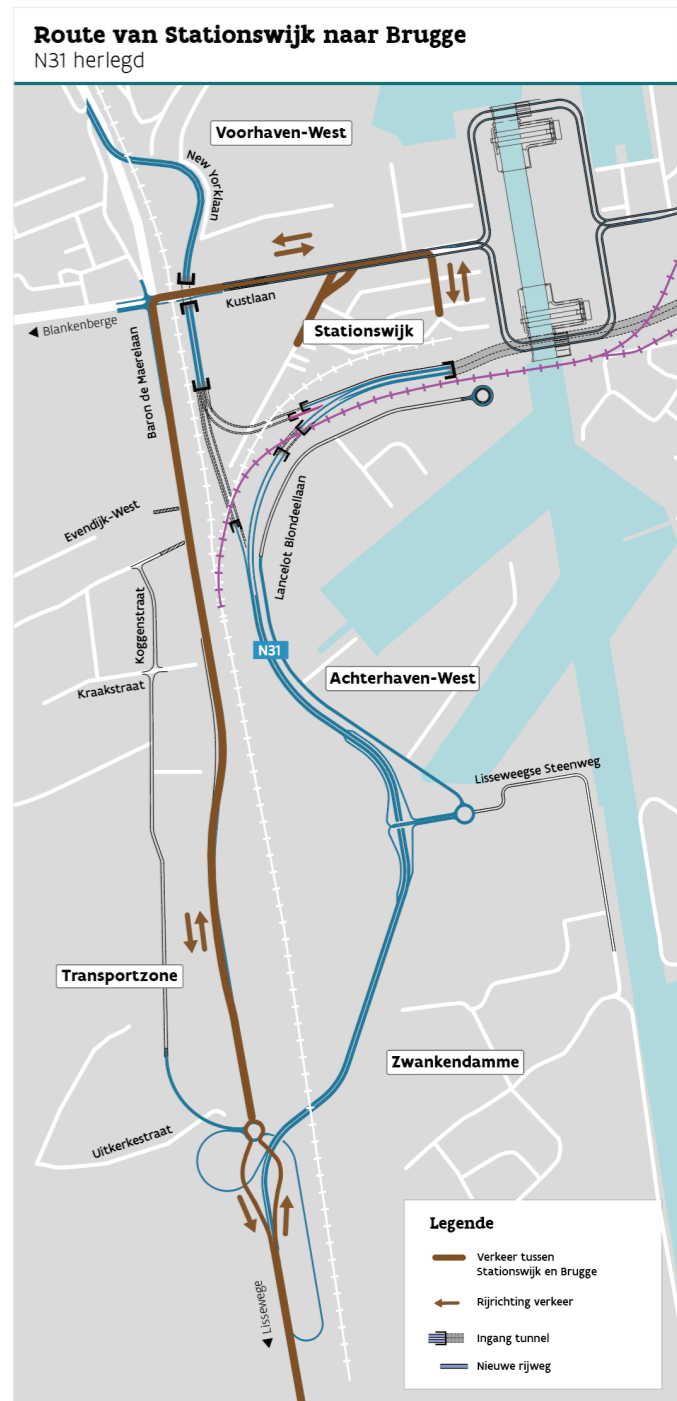 Route van Stationswijk naar Brugge
N31 herlegd
Voorhaven-West
New Yorklaan
Kustlaan
◀ Blankenberge
Stationswijk
Baron de Maerelaan
Evendijk-West
Lancelot Blondeellaan
Koggenstraat
N31
Achterhaven-West
Kraakstraat
Lisseweegse Steenweg
Transportzone
Zwankendamme
Uitkerkestraat
◀ Lissewege
Legende
Verkeer tussen
Stationswijk en Brugge
Rijrichting verkeer
Ingang tunnel
Nieuwe rijweg